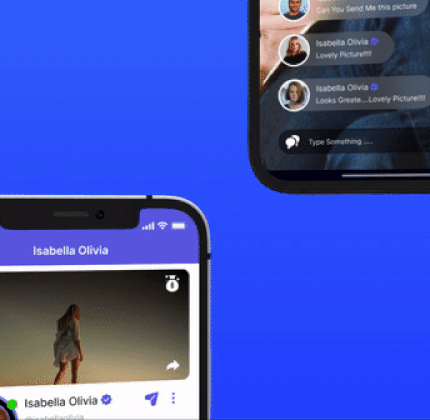 Can You Send Me this picture
Isabella Olivia
Lovely Picture!!!!
Isabella Olivia
Looks Greate....Lovely Picture!!!!
Type Something .....
Isabella Olivia
Isabella Olivia
@isabellaolivia